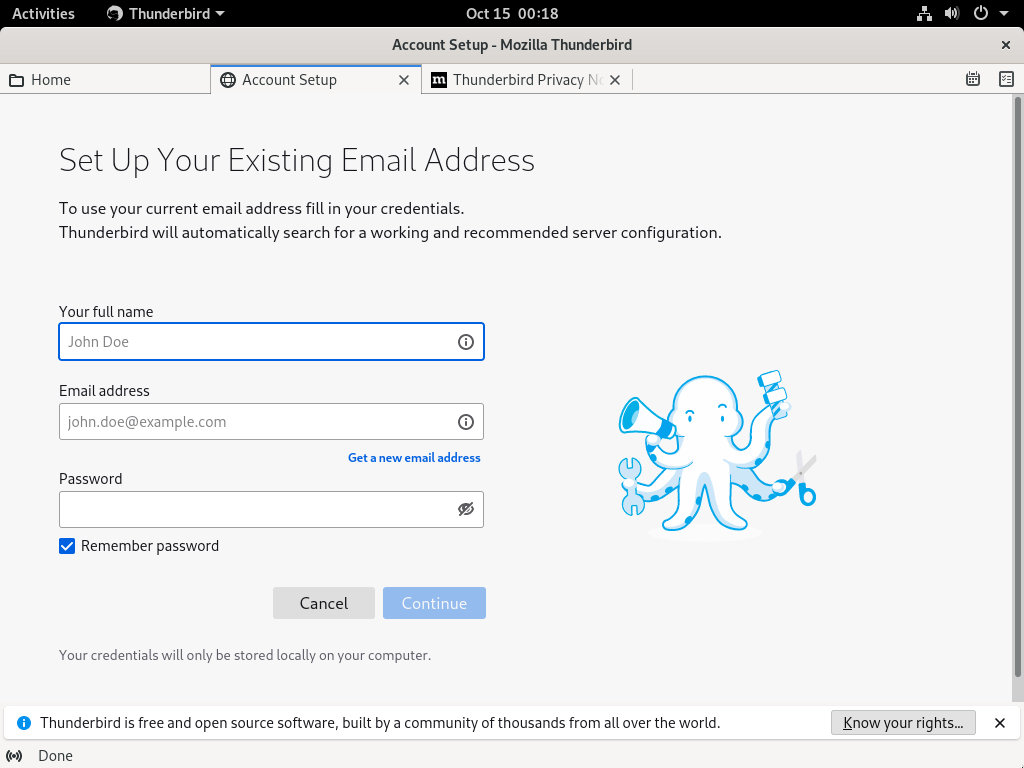 Activities
Thunderbird
Oct 15 00:18
Account Setup - Mozilla Thunderbird
Home
Account Setup
m Thunderbird Privacy No
Set Up Your Existing Email Address
To use your current email address fill in your credentials.
Thunderbird will automatically search for a working and recommended server configuration.
Your full name
John Doe
Email address
john.doe@example.com
Get a new email address
Password
Remember password
Cancel
Continue
Your credentials will only be stored locally on your computer.
Thunderbird is free and open source software, built by a community of thousands from all over the world.
Know your rights...
Done